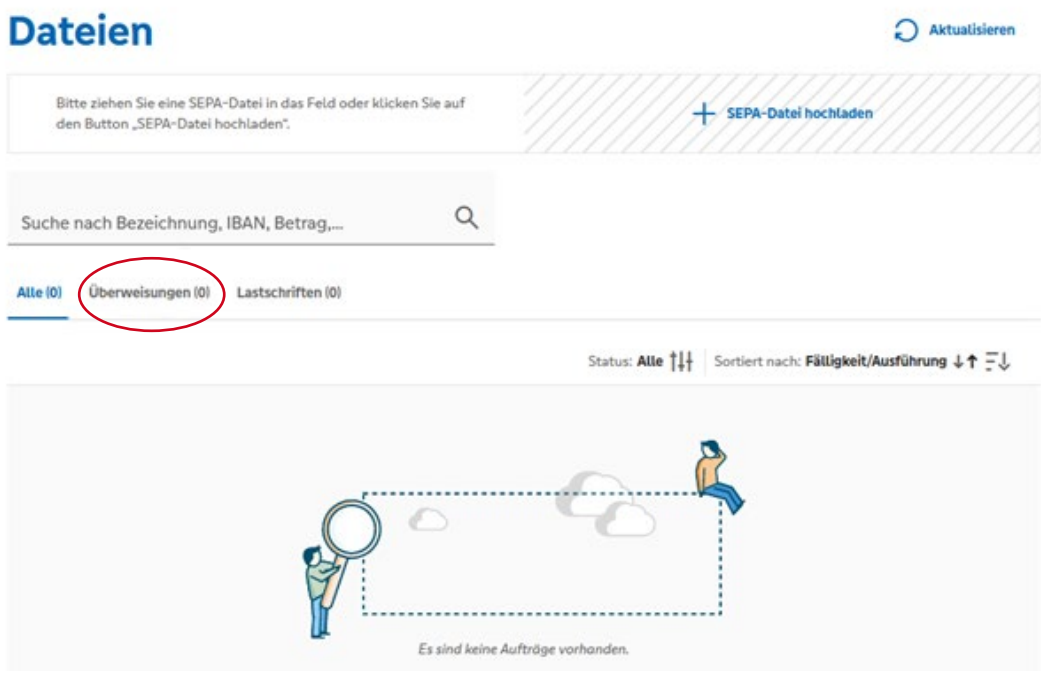 Dateien
Aktualisieren
Bitte ziehen Sie eine SEPA-Datei in das Feld oder klicken Sie auf
den Button „SEPA-Datei hochladen“.
SEPA-Datei hochladen
Suche nach Bezeichnung, IBAN, Betrag,...
Alle (0) Überweisungen (0) Lastschriften (0)
Status: Alle Sortiert nach: Fälligkeit/Ausführung
Es sind keine Aufträge vorhanden.